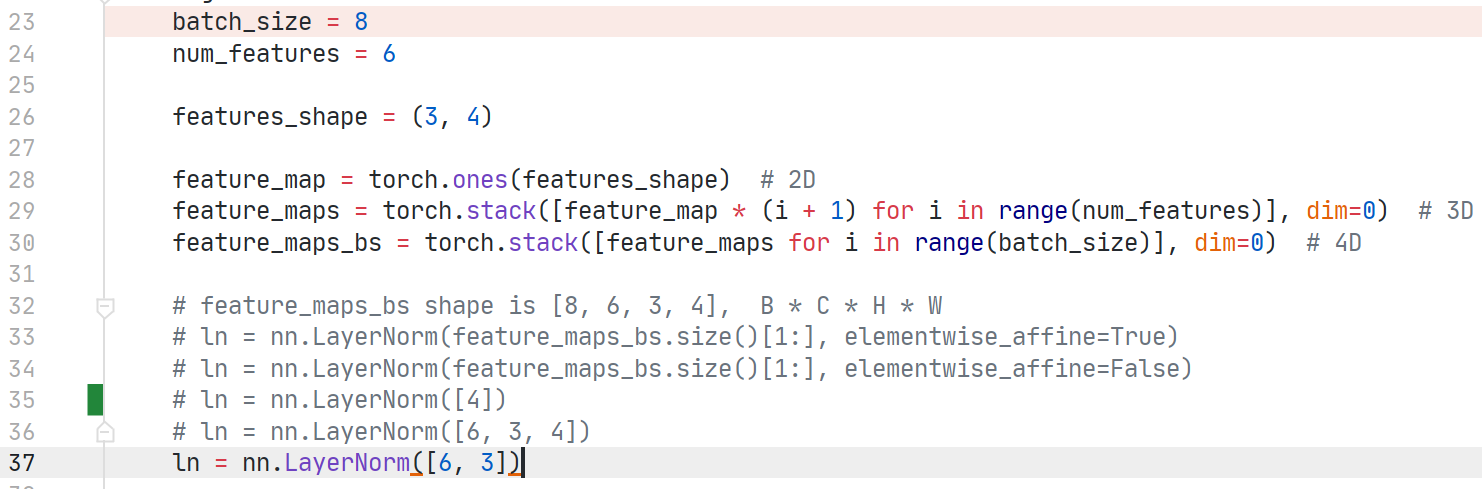 23 batch_size = 8
24 num_features = 6
25
26 features_shape = (3, 4)
27
28 feature_map = torch.ones(features_shape)  # 2D
29 feature_maps = torch.stack([feature_map * (i + 1) for i in range(num_features)], dim=0)  # 3D
30 feature_maps_bs = torch.stack([feature_maps for i in range(batch_size)], dim=0)  # 4D
31
32 # feature_maps_bs shape is [8, 6, 3, 4],  B * C * H * W
33 # ln = nn.LayerNorm(feature_maps_bs.size()[1:], elementwise_affine=True)
34 # ln = nn.LayerNorm(feature_maps_bs.size()[1:], elementwise_affine=False)
35 # ln = nn.LayerNorm([4])
36 # ln = nn.LayerNorm([6, 3, 4])
37 ln = nn.LayerNorm([6, 3])